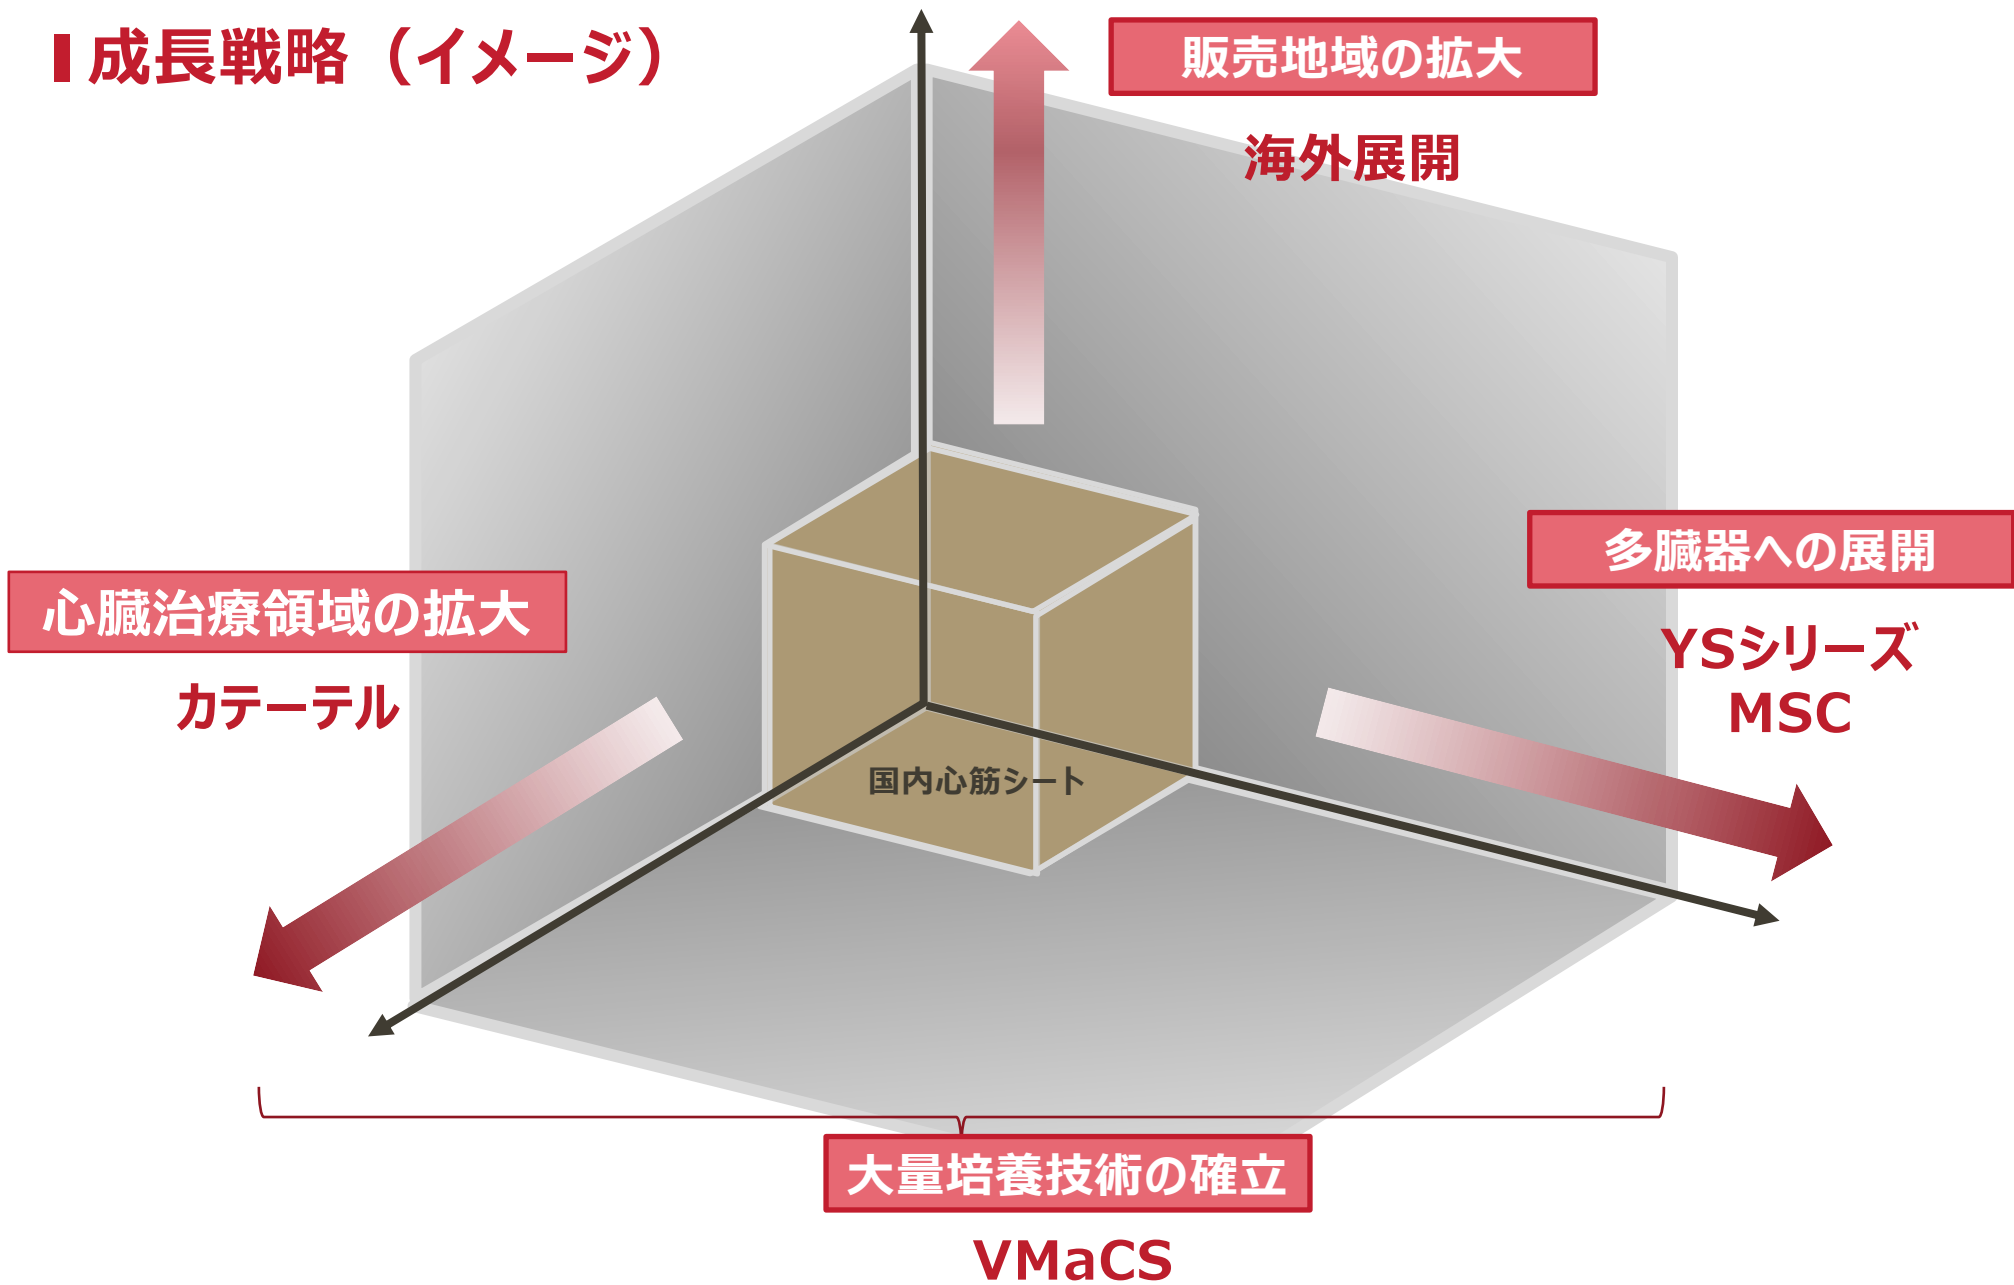 成長戦略（イメージ）
販売地域の拡大
海外展開
多臓器への展開
YSシリーズ
MSC
心臓治療領域の拡大
カテーテル
国内心筋シート
大量培養技術の確立
VMaCS